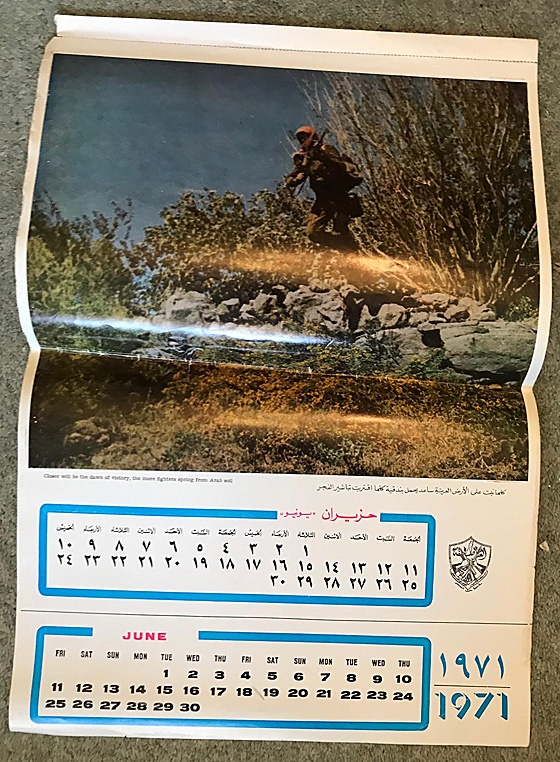 Closer will be the dawn of victory, the more fighters spring from Arab soil
كلما نبت على الأرض العربية ساعد يحمل بندقية كلما اقتربت تباشير الفجر
حزيران «يونيو»
الجمعة السبت الأحد الاثنين الثلاثة الأربعاء الخميس الجمعة السبت الأحد الاثنين الثلاثة الأربعاء الخميس
١ ٢ ٣ ٤ ٥ ٦ ٧ ٨ ٩ ١٠
١١ ١٢ ١٣ ١٤ ١٥ ١٦ ١٧ ١٨ ١٩ ٢٠ ٢١ ٢٢ ٢٣ ٢٤
٢٥ ٢٦ ٢٧ ٢٨ ٢٩ ٣٠
JUNE
FRI SAT SUN MON TUE WED THU FRI SAT SUN MON TUE WED THU
1 2 3 4 5 6 7 8 9 10
11 12 13 14 15 16 17 18 19 20 21 22 23 24
25 26 27 28 29 30
١٩٧١
1971